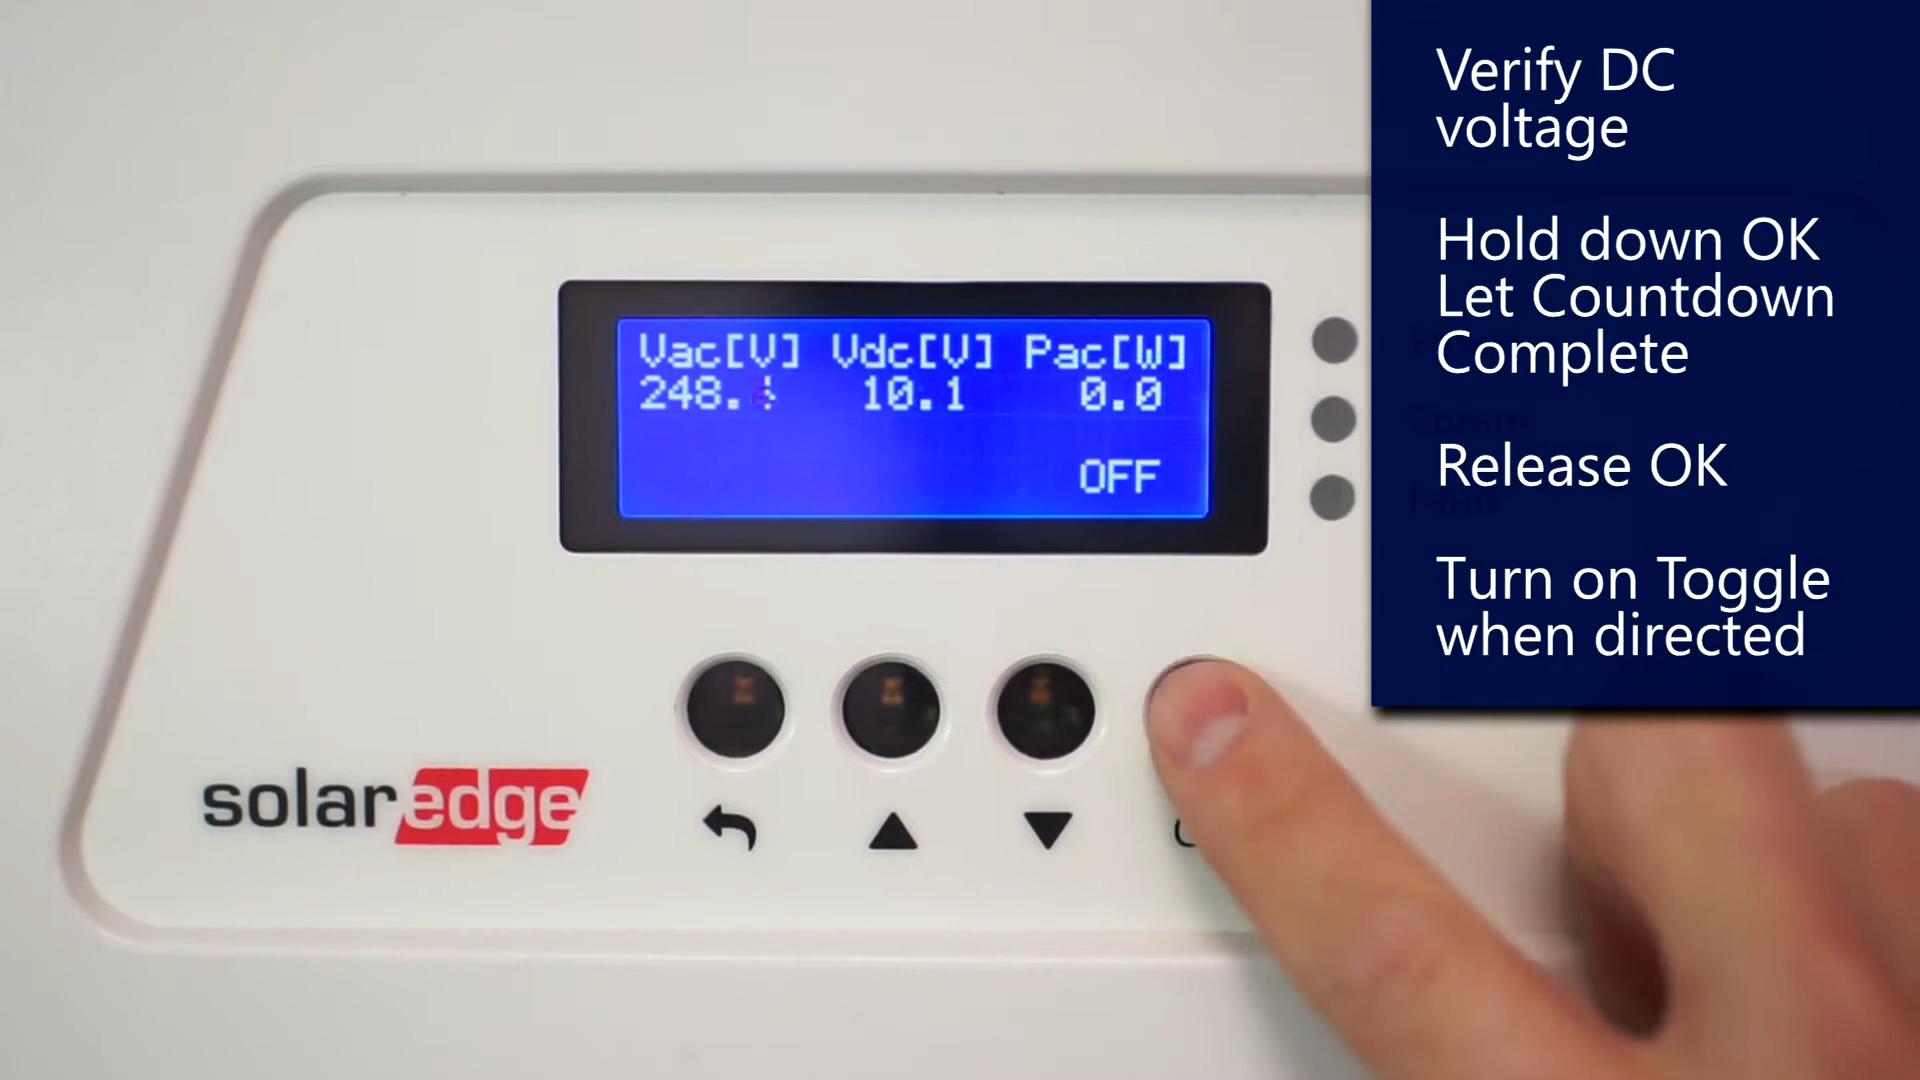 Verify DC
voltage
Hold down OK
Let Countdown
Complete
Release OK
Turn on Toggle
when directed
Vac[V] Vdc[V] Pac[W]
10.1 0.0
OFF
solaredge